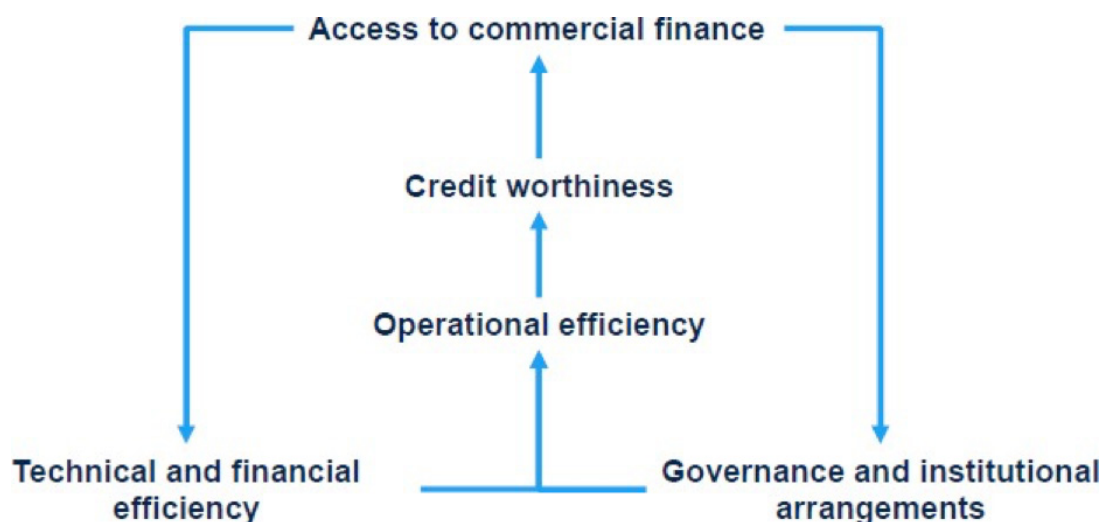 Access to commercial finance
Credit worthiness
Operational efficiency
Technical and financial
efficiency
Governance and institutional
arrangements